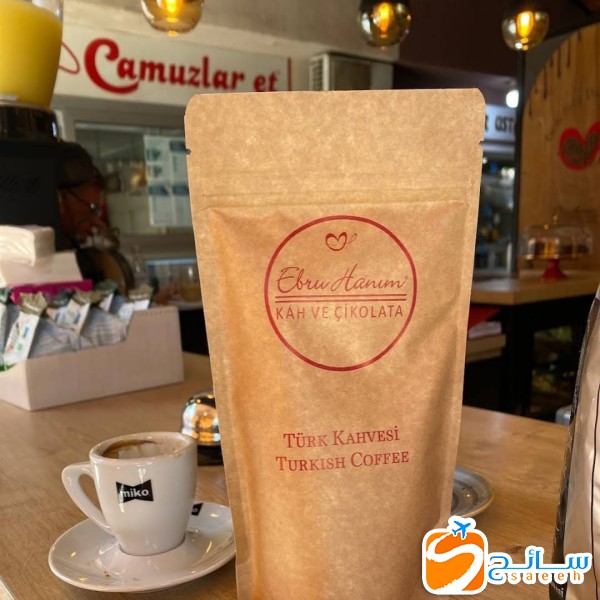 Camuzlar et
Ebru Hanım
KAH VE ÇİKOLATA
TÜRK KAHVESİ
TURKISH COFFEE
miko
سائح
saeeh